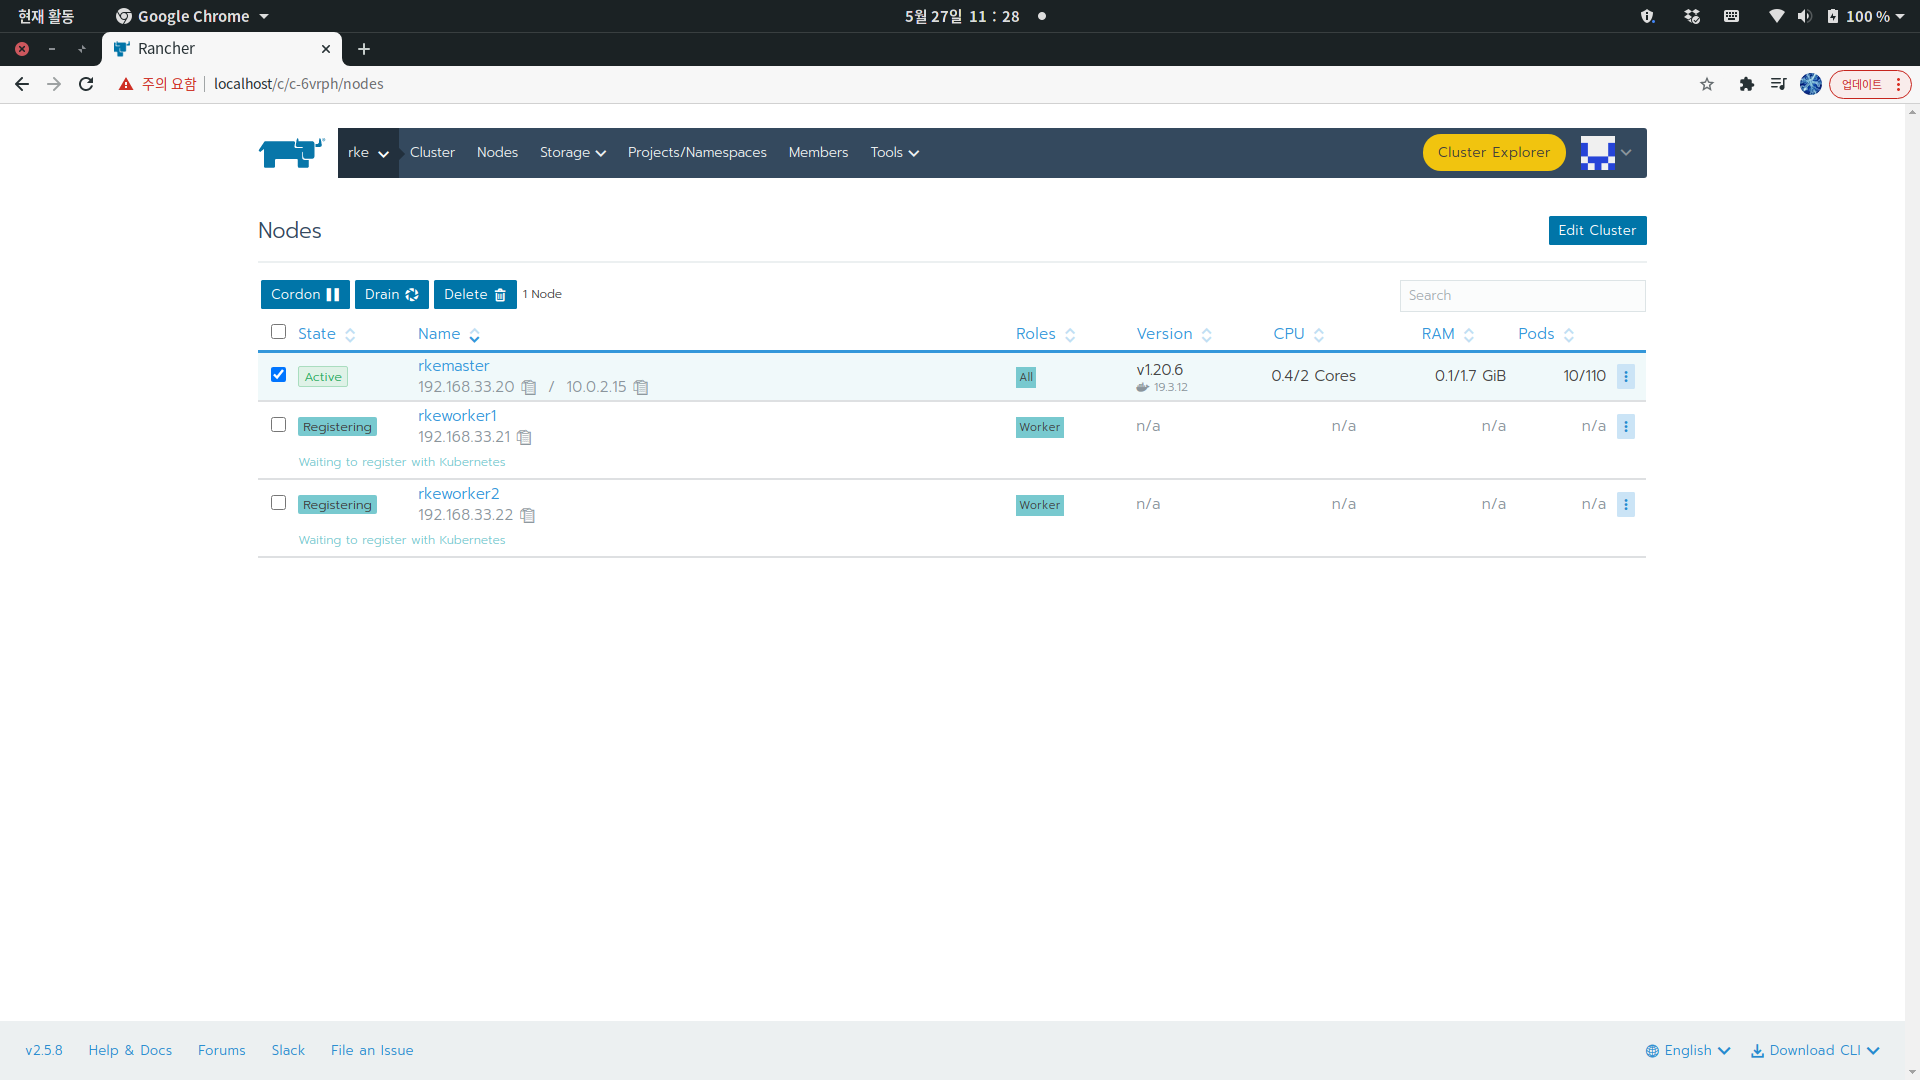 현재 활동 Google Chrome 5월 27일 11 : 28 100 %
Rancher
주의 요함 localhost/c/c-6vrph/nodes 업데이트
rke Cluster Nodes Storage Projects/Namespaces Members Tools Cluster Explorer
Nodes Edit Cluster
Cordon Drain Delete 1 Node Search
State Name Roles Version CPU RAM Pods
Active rkemaster All v1.20.6 0.4/2 Cores 0.1/1.7 GiB 10/110
192.168.33.20 / 10.0.2.15 19.3.12
Registering rkeworker1 Worker n/a n/a n/a n/a
192.168.33.21
Waiting to register with Kubernetes
Registering rkeworker2 Worker n/a n/a n/a n/a
192.168.33.22
Waiting to register with Kubernetes
v2.5.8 Help & Docs Forums Slack File an Issue English Download CLI